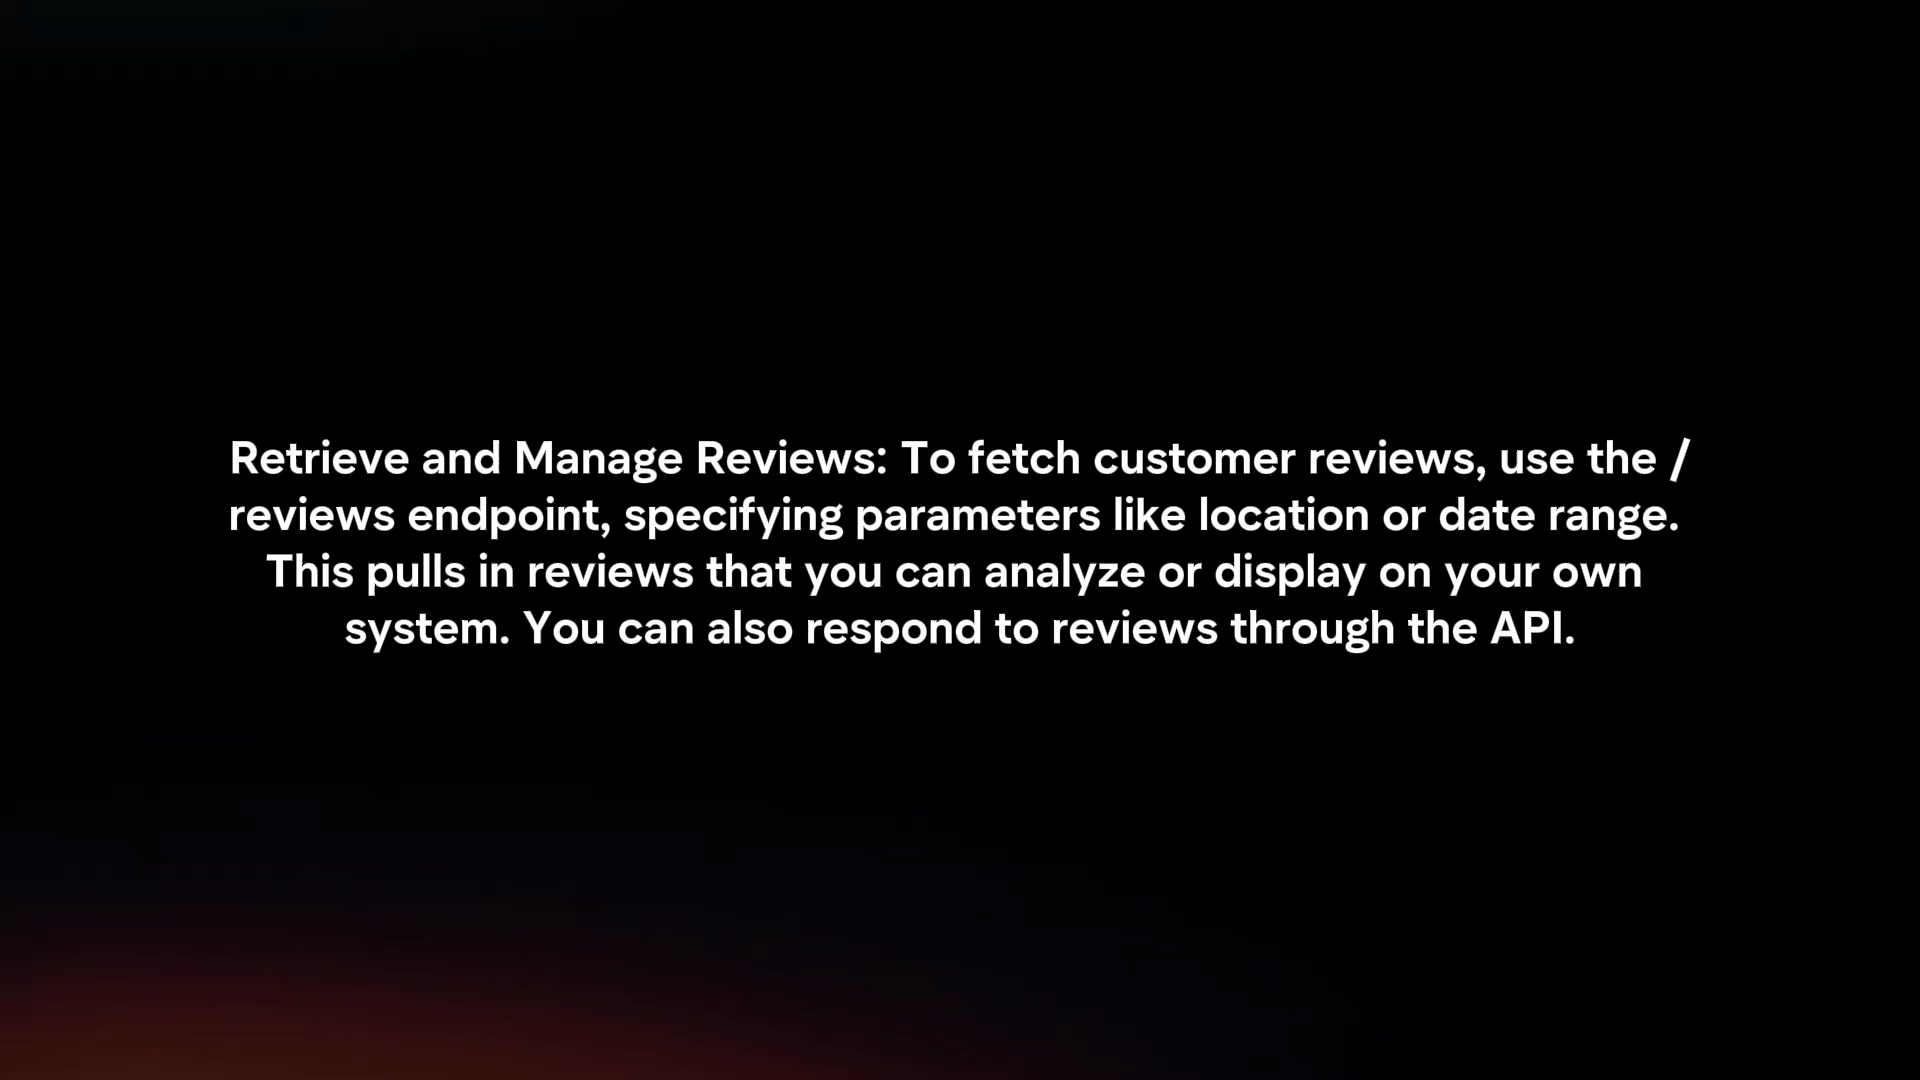 Retrieve and Manage Reviews: To fetch customer reviews, use the /
reviews endpoint, specifying parameters like location or date range.
This pulls in reviews that you can analyze or display on your own
system. You can also respond to reviews through the API.